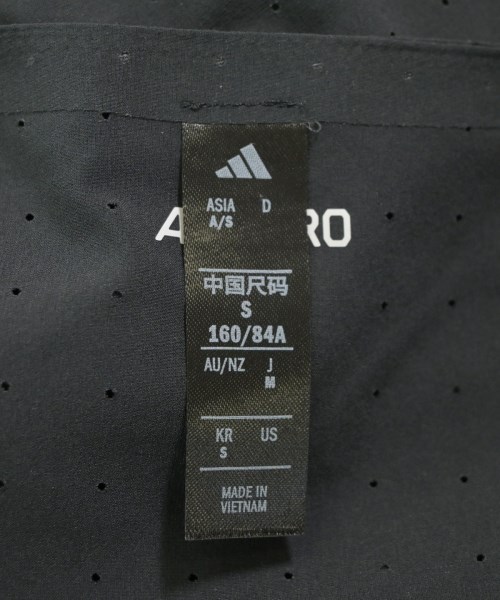 ASIA D
A/S
中国尺码
S
160/84A
AU/NZ J
M
KR US
S
MADE IN
VIETNAM